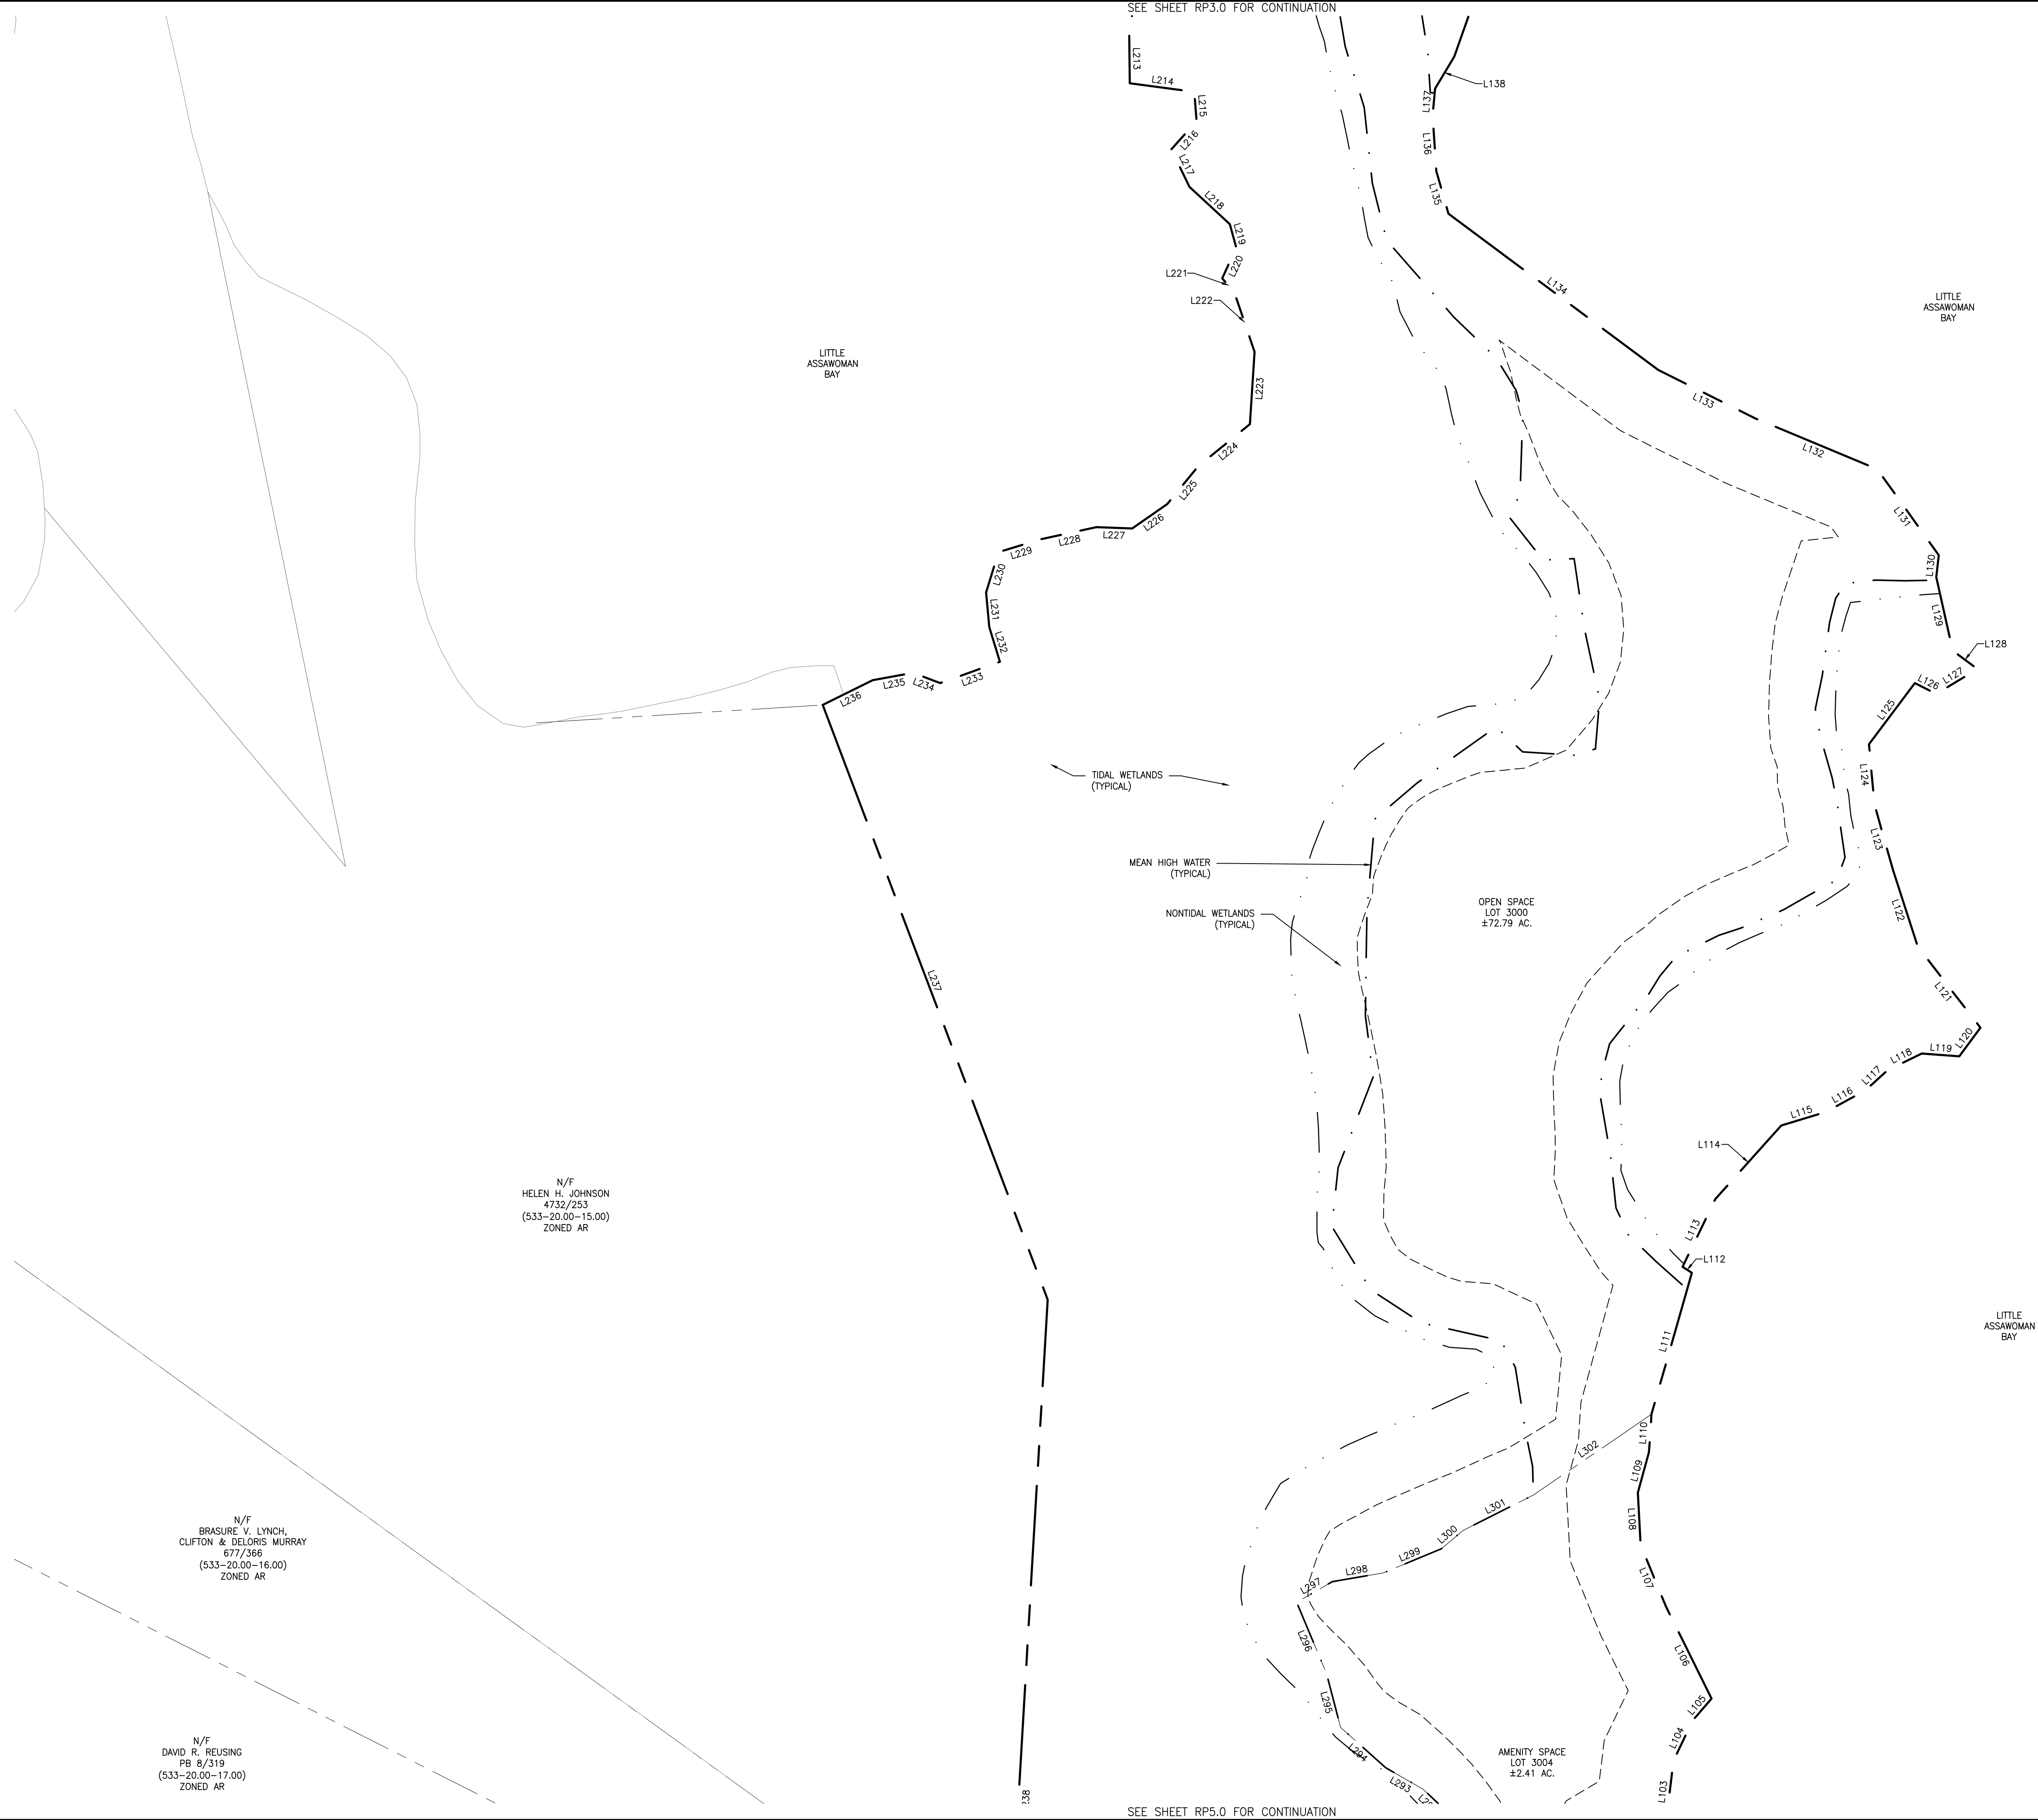 SEE SHEET RP3.0 FOR CONTINUATION
L213
L214
L215
L216
L217
L218
L219
L220
L221
L222
L223
L224
L225
L226
L227
L228
L229
L230
L231
L232
L233
L234
L235
L236
L237
L138
L137
L136
L135
L134
L133
L132
L131
L130
L129
L128
L127
L126
L125
L124
L123
L122
L121
L120
L119
L118
L117
L116
L115
L114
L113
L112
L111
L110
L109
L108
L107
L106
L105
L104
L103
L302
L301
L300
L299
L298
L297
L296
L295
L294
L293
LITTLE
ASSAWOMAN
BAY
LITTLE
ASSAWOMAN
BAY
TIDAL WETLANDS
(TYPICAL)
MEAN HIGH WATER
(TYPICAL)
NONTIDAL WETLANDS
(TYPICAL)
OPEN SPACE
LOT 3000
±72.79 AC.
N/F
HELEN H. JOHNSON
4732/253
(533-20.00-15.00)
ZONED AR
LITTLE
ASSAWOMAN
BAY
N/F
BRASURE V. LYNCH,
CLIFTON & DELORIS MURRAY
677/366
(533-20.00-16.00)
ZONED AR
N/F
DAVID R. REUSING
PB 8/319
(533-20.00-17.00)
ZONED AR
AMENITY SPACE
LOT 3004
±2.41 AC.
SEE SHEET RP5.0 FOR CONTINUATION